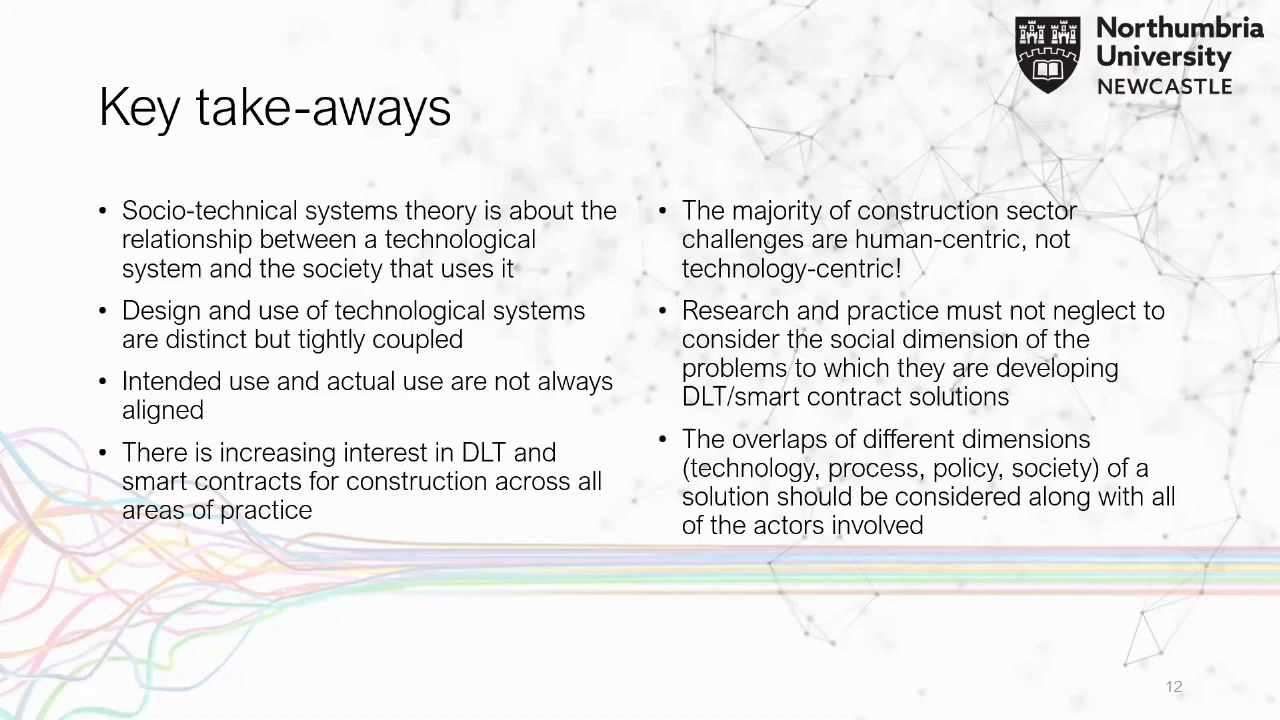 Northumbria
University
NEWCASTLE
Key take-aways
• Socio-technical systems theory is about the
relationship between a technological
system and the society that uses it
• Design and use of technological systems
are distinct but tightly coupled
• Intended use and actual use are not always
aligned
• There is increasing interest in DLT and
smart contracts for construction across all
areas of practice
• The majority of construction sector
challenges are human-centric, not
technology-centric!
• Research and practice must not neglect to
consider the social dimension of the
problems to which they are developing
DLT/smart contract solutions
• The overlaps of different dimensions
(technology, process, policy, society) of a
solution should be considered along with all
of the actors involved
12